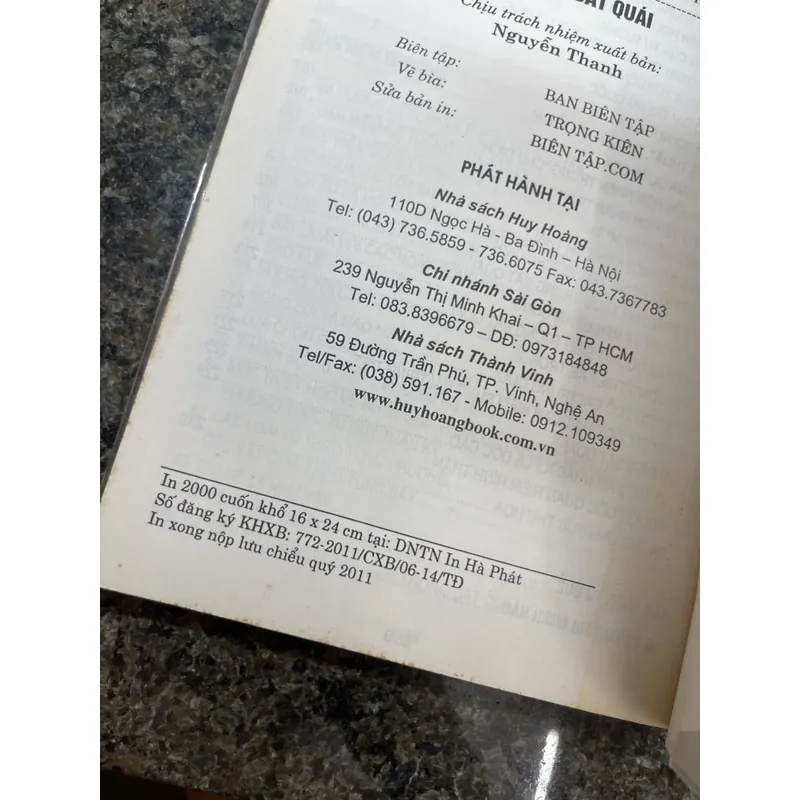 BÁT QUÁI
Chịu trách nhiệm xuất bản:
Nguyễn Thanh
Biên tập: BAN BIÊN TẬP
Vẽ bìa: TRỌNG KIÊN
Sửa bản in: BIÊN TẬP.COM
PHÁT HÀNH TẠI
Nhà sách Huy Hoàng
110D Ngọc Hà - Ba Đình – Hà Nội
Tel: (043) 736.5859 - 736.6075 Fax: 043.7367783
Chi nhánh Sài Gòn
239 Nguyễn Thị Minh Khai – Q1 – TP HCM
Tel: 083.8396679 – DĐ: 0973184848
Nhà sách Thành Vinh
59 Đường Trần Phú, TP. Vinh, Nghệ An
Tel/Fax: (038) 591.167 - Mobile: 0912.109349
www.huyhoangbook.com.vn
In 2000 cuốn khổ 16 x 24 cm tại: DNTN In Hà Phát
Số đăng ký KHXB: 772-2011/CXB/06-14/TĐ
In xong nộp lưu chiểu quý 2011